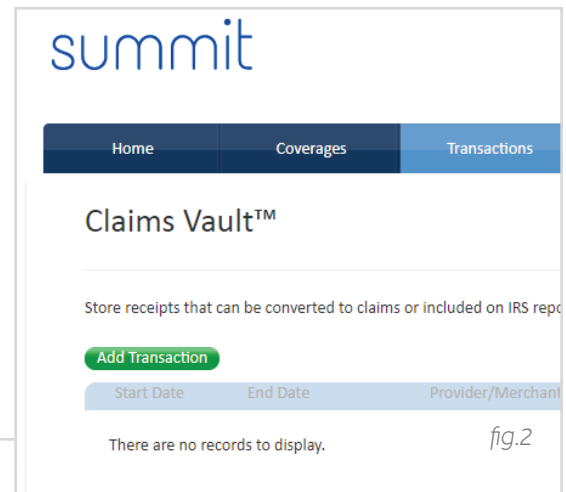 summit
Home Coverages Transactions
Claims Vault™
Store receipts that can be converted to claims or included on IRS
Add Transaction
Start Date End Date Provider/Merchant
There are no records to display.
fig.2